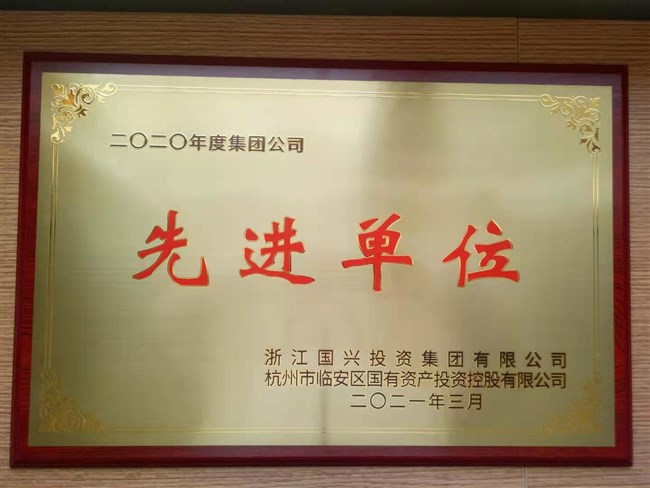 二〇二〇年度集团公司
先进单位
浙江国兴投资集团有限公司
杭州市临安区国有资产投资控股有限公司
二〇二一年三月